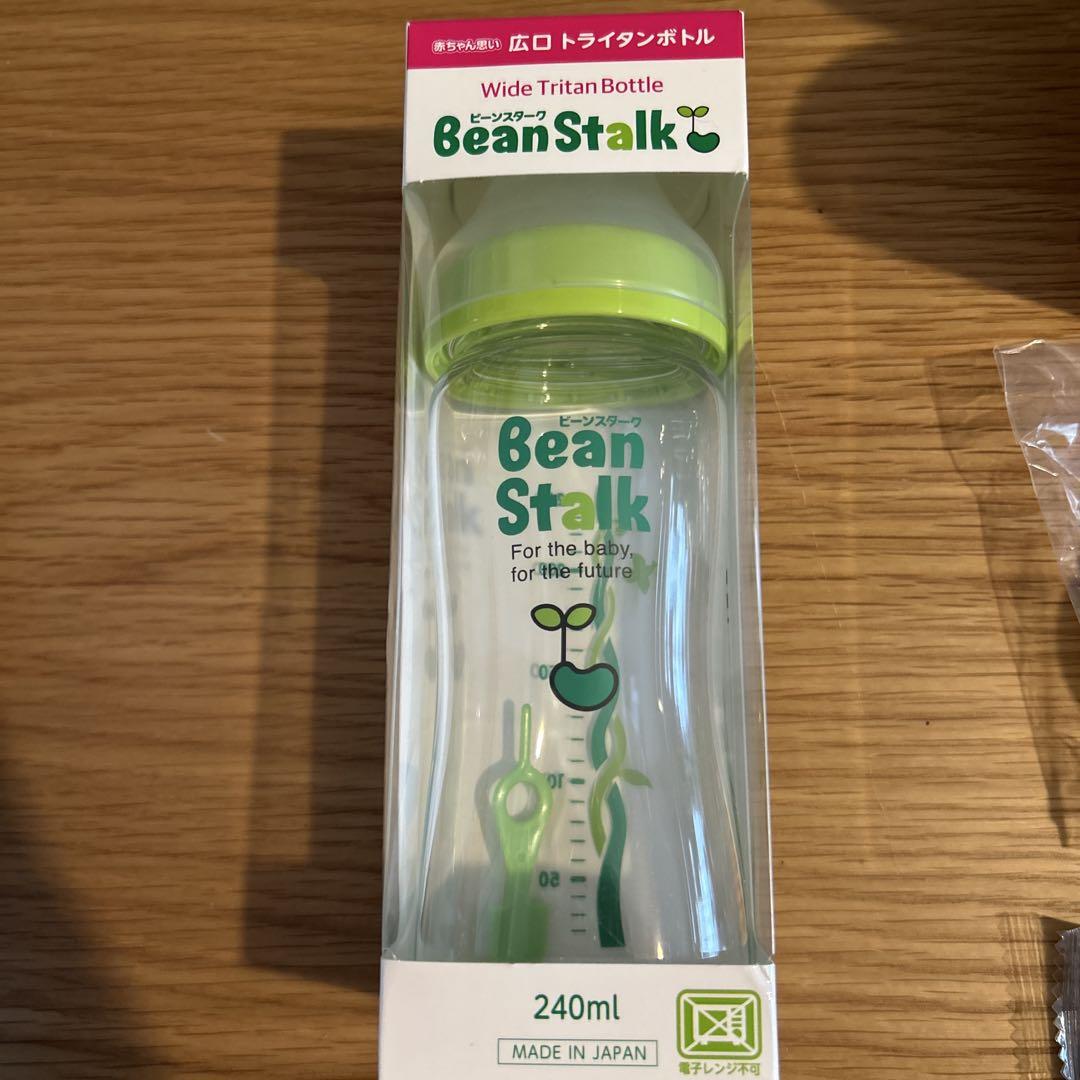 赤ちゃん思い 広口 トライタンボトル
Wide Tritan Bottle
ビーンスターク
BeanStalk
ビーンスターク
Bean
Stalk
For the baby,
for the future
50
240ml
MADE IN JAPAN
電子レンジ不可